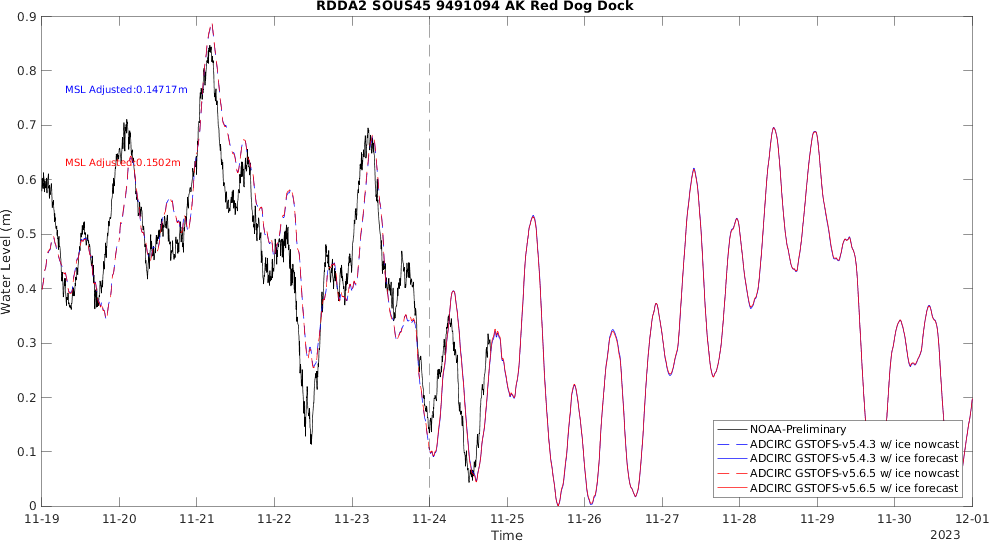 RDDA2 SOUS45 9491094 AK Red Dog Dock
0.9
0.8
0.7
0.6
0.5
0.4
0.3
0.2
0.1
0
Water Level (m)
MSL Adjusted:0.14717m
MSL Adjusted:0.1502m
NOAA-Preliminary
ADCIRC GSTOFS-v5.4.3 w/ ice nowcast
ADCIRC GSTOFS-v5.4.3 w/ ice forecast
ADCIRC GSTOFS-v5.6.5 w/ ice nowcast
ADCIRC GSTOFS-v5.6.5 w/ ice forecast
11-19 11-20 11-21 11-22 11-23 11-24 11-25 11-26 11-27 11-28 11-29 11-30 12-01
Time
2023